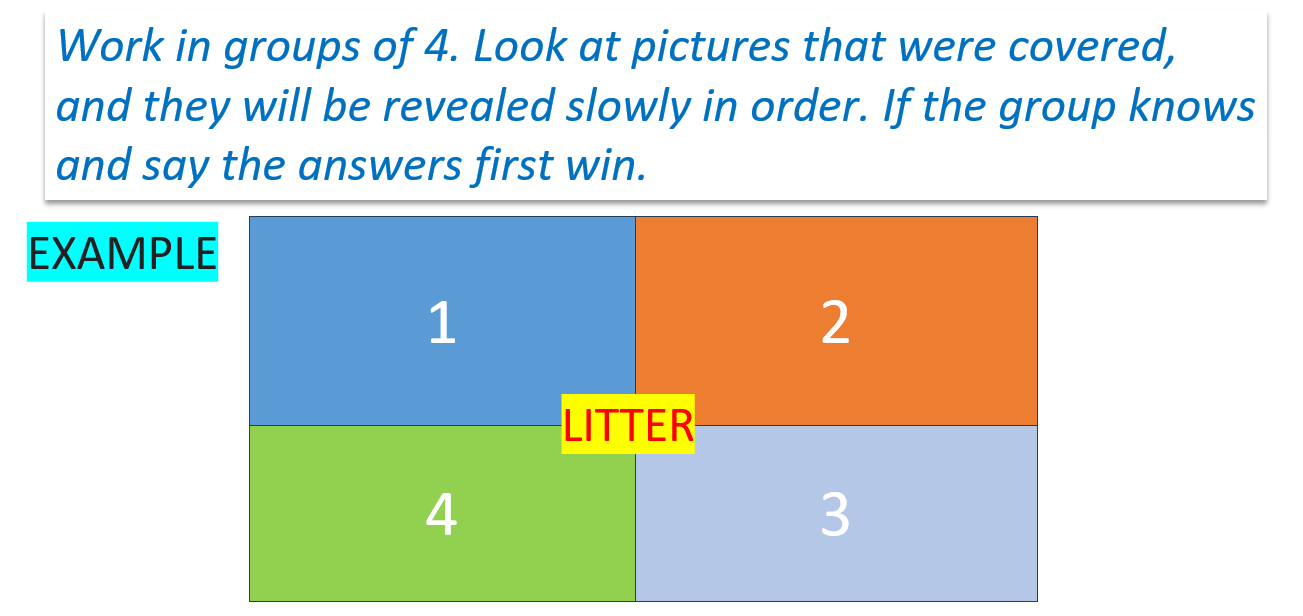 Work in groups of 4. Look at pictures that were covered,
and they will be revealed slowly in order. If the group knows
and say the answers first win.
EXAMPLE
1
2
LITTER
4
3